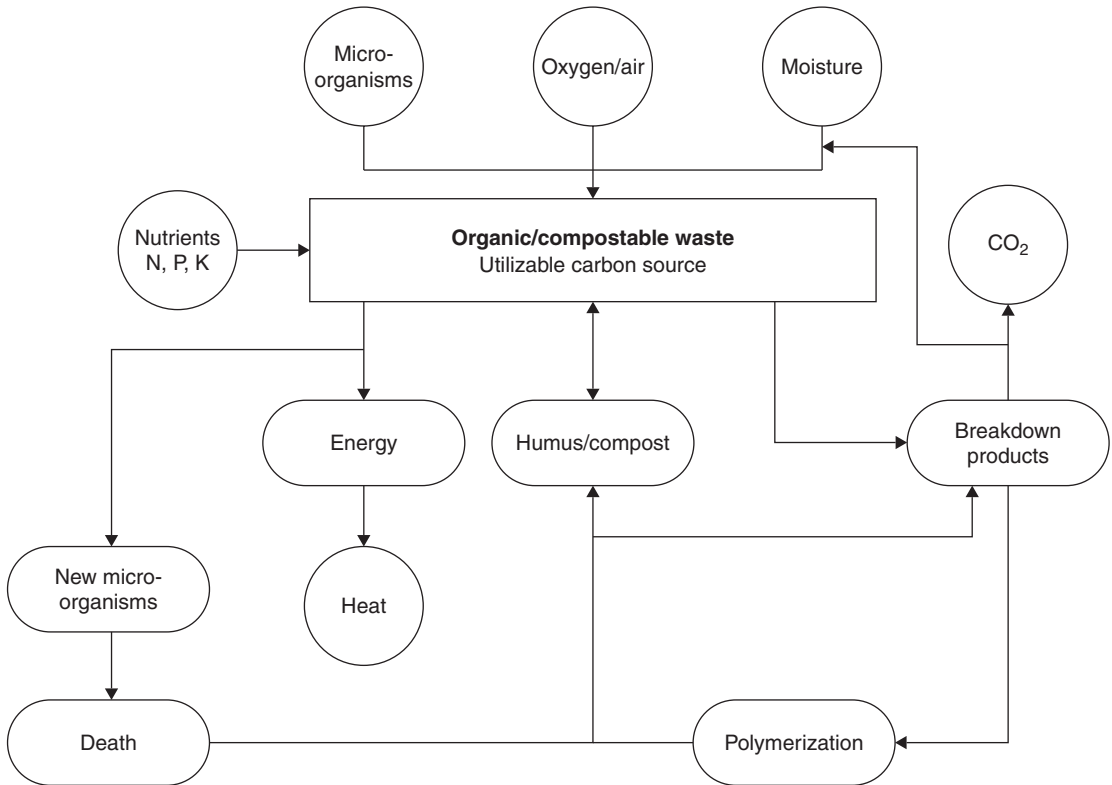 Micro-
organisms
Oxygen/air
Moisture
Nutrients
N, P, K
Organic/compostable waste
Utilizable carbon source
CO₂
Energy
Humus/compost
Breakdown
products
New micro-
organisms
Heat
Death
Polymerization